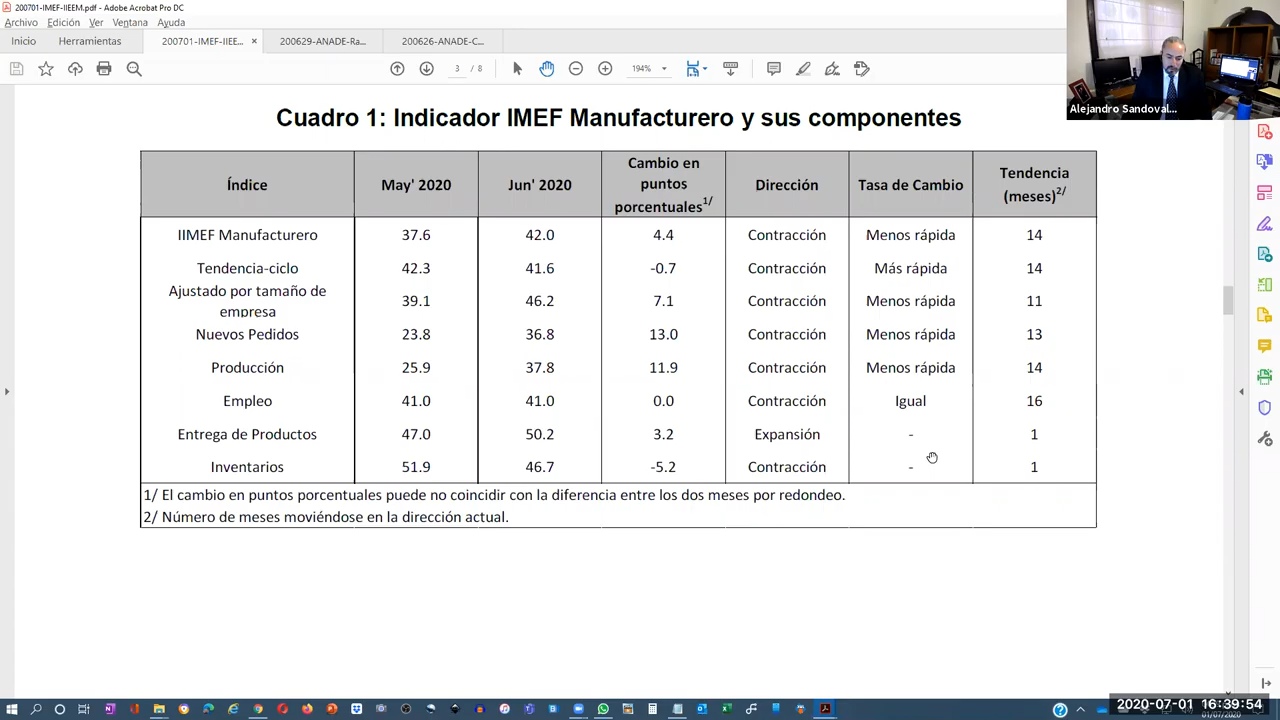 200701-IMEF-IIEEM.pdf - Adobe Acrobat Pro DC
Archivo Edición Ver Ventana Ayuda
Inicio Herramientas 200701-IMEF-IIEE... × 200629-ANADE-Ra...
3 / 8 194%
Alejandro Sandoval...
Cuadro 1: Indicador IMEF Manufacturero y sus componentes
Índice May' 2020 Jun' 2020 Cambio en puntos porcentuales1/ Dirección Tasa de Cambio Tendencia (meses)2/
IIMEF Manufacturero 37.6 42.0 4.4 Contracción Menos rápida 14
Tendencia-ciclo 42.3 41.6 -0.7 Contracción Más rápida 14
Ajustado por tamaño de empresa 39.1 46.2 7.1 Contracción Menos rápida 11
Nuevos Pedidos 23.8 36.8 13.0 Contracción Menos rápida 13
Producción 25.9 37.8 11.9 Contracción Menos rápida 14
Empleo 41.0 41.0 0.0 Contracción Igual 16
Entrega de Productos 47.0 50.2 3.2 Expansión - 1
Inventarios 51.9 46.7 -5.2 Contracción - 1
1/ El cambio en puntos porcentuales puede no coincidir con la diferencia entre los dos meses por redondeo.
2/ Número de meses moviéndose en la dirección actual.
2020-07-01 16:39:54
01/07/2020